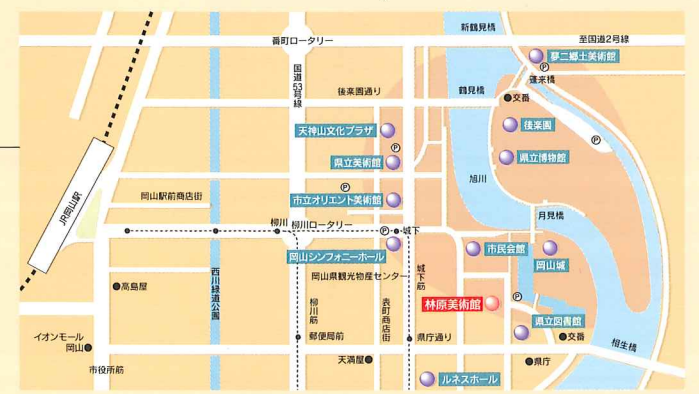 新鶴見橋
番町ロータリー
至国道2号線
夢二郷土美術館
P
蓬莱橋
国道53号線
後楽園通り
鶴見橋
交番
天神山文化プラザ
後楽園
P
P
県立美術館
県立博物館
JR岡山駅
P
旭川
岡山駅前商店街
市立オリエント美術館
月見橋
柳川
柳川ロータリー
P
城下
岡山シンフォニーホール
市民会館
岡山城
岡山県観光物産センター
城下筋
高島屋
西川緑道公園
柳川筋
表町商店街
林原美術館
P
県立図書館
イオンモール
岡山
郵便局前
県庁通り
交番
相生橋
市役所筋
天満屋
県庁
ルネスホール